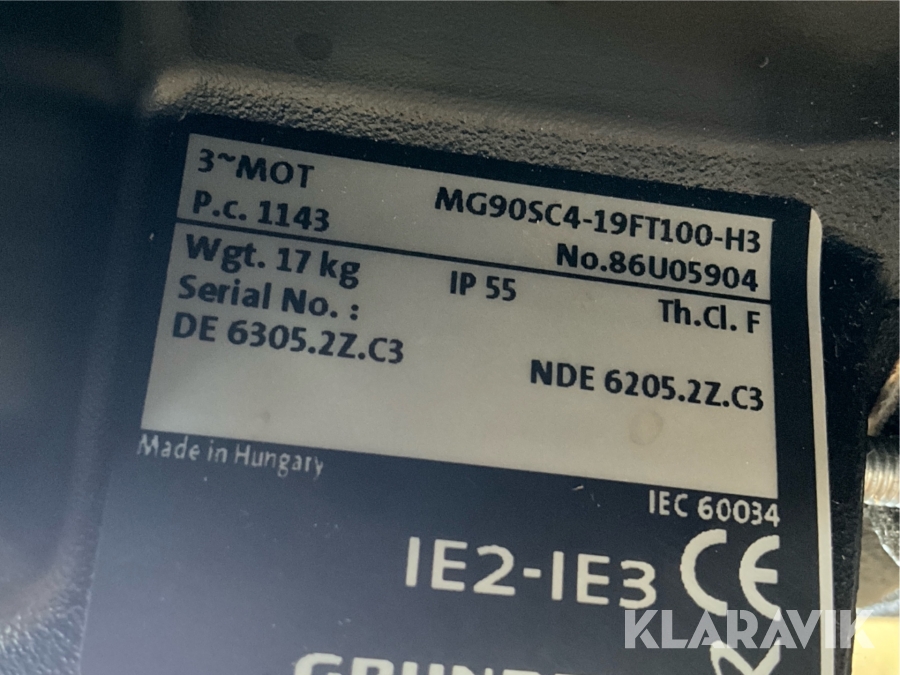 3~MOT MG90SC4-19FT100-H3
P.c. 1143 No.86U05904
Wgt. 17 kg IP 55 Th.Cl. F
Serial No. :
DE 6305.2Z.C3 NDE 6205.2Z.C3
Made in Hungary
IEC 60034
IE2-IE3 CE
KLARAVIK